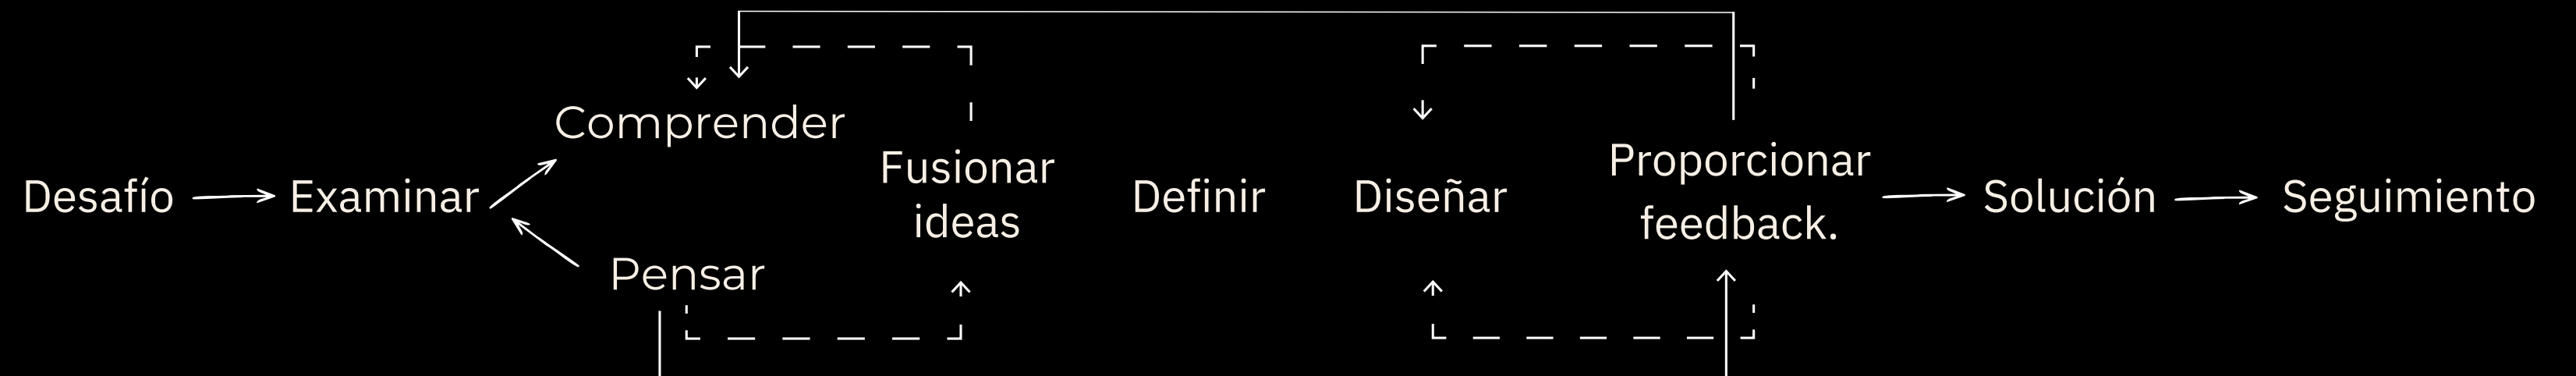 Desafío
Examinar
Comprender
Pensar
Fusionar
ideas
Definir
Diseñar
Proporcionar
feedback.
Solución
Seguimiento